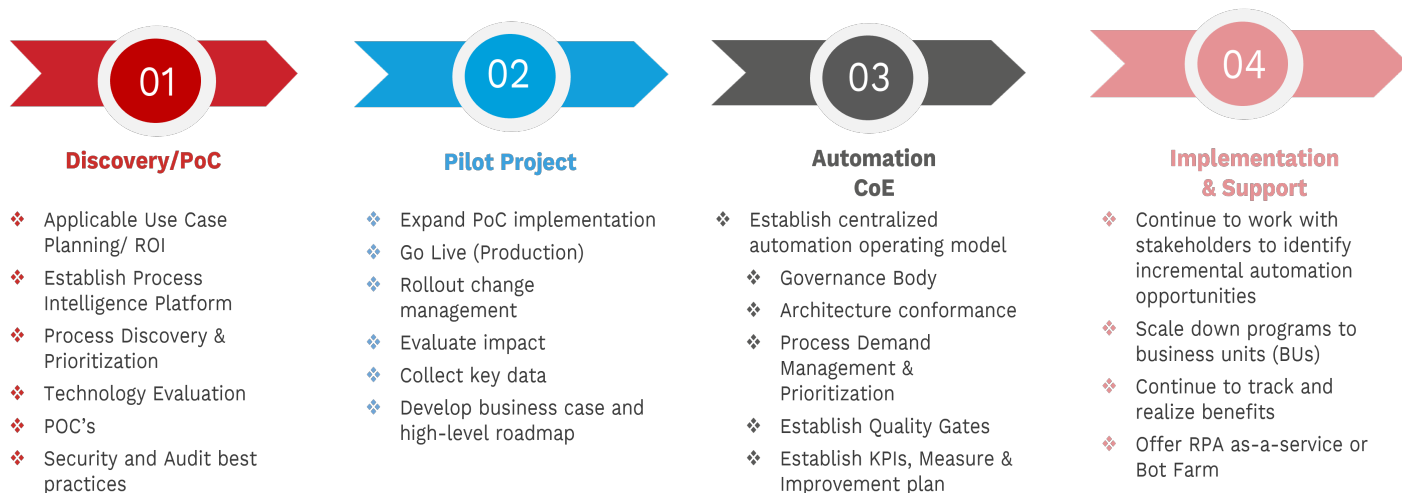 01
Discovery/PoC
Applicable Use Case
Planning/ ROI
Establish Process
Intelligence Platform
Process Discovery &
Prioritization
Technology Evaluation
POC's
Security and Audit best
practices
02
Pilot Project
Expand PoC implementation
Go Live (Production)
Rollout change
management
Evaluate impact
Collect key data
Develop business case and
high-level roadmap
03
Automation
CoE
Establish centralized
automation operating model
Governance Body
Architecture conformance
Process Demand
Management &
Prioritization
Establish Quality Gates
Establish KPIs, Measure &
Improvement plan
04
Implementation
& Support
Continue to work with
stakeholders to identify
incremental automation
opportunities
Scale down programs to
business units (BUs)
Continue to track and
realize benefits
Offer RPA as-a-service or
Bot Farm